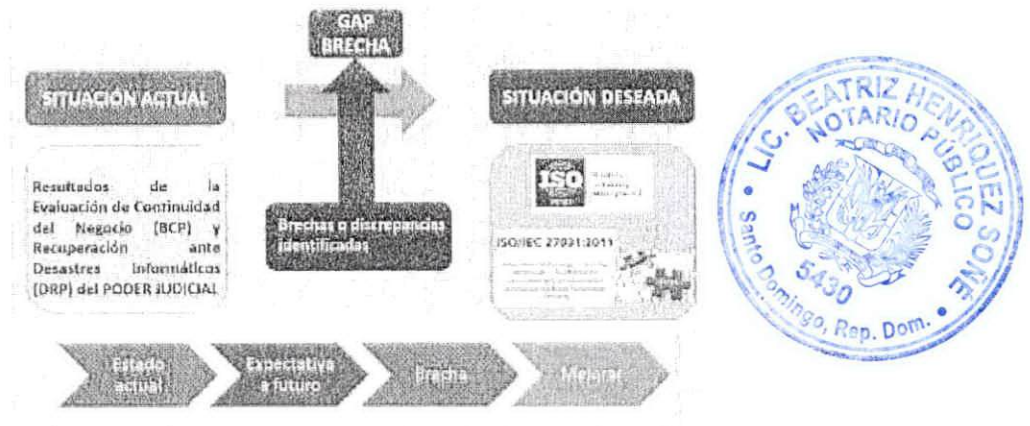 GAP
BRECHA
SITUACIÓN ACTUAL
SITUACIÓN DESEADA
Resultados de la
Evaluación de Continuidad
del Negocio (BCP) y
Recuperación ante
Desastres Informáticos
(DRP) del PODER JUDICIAL
Brechas o discrepancias
identificadas
ISO
ISO/IEC 27031:2011
Estado
actual
Expectativa
a futuro
Brecha
Mejorar
LIC. BEATRIZ HENRIQUEZ SOÑÉ
NOTARIO PÚBLICO
5430
Santo Domingo, Rep. Dom.